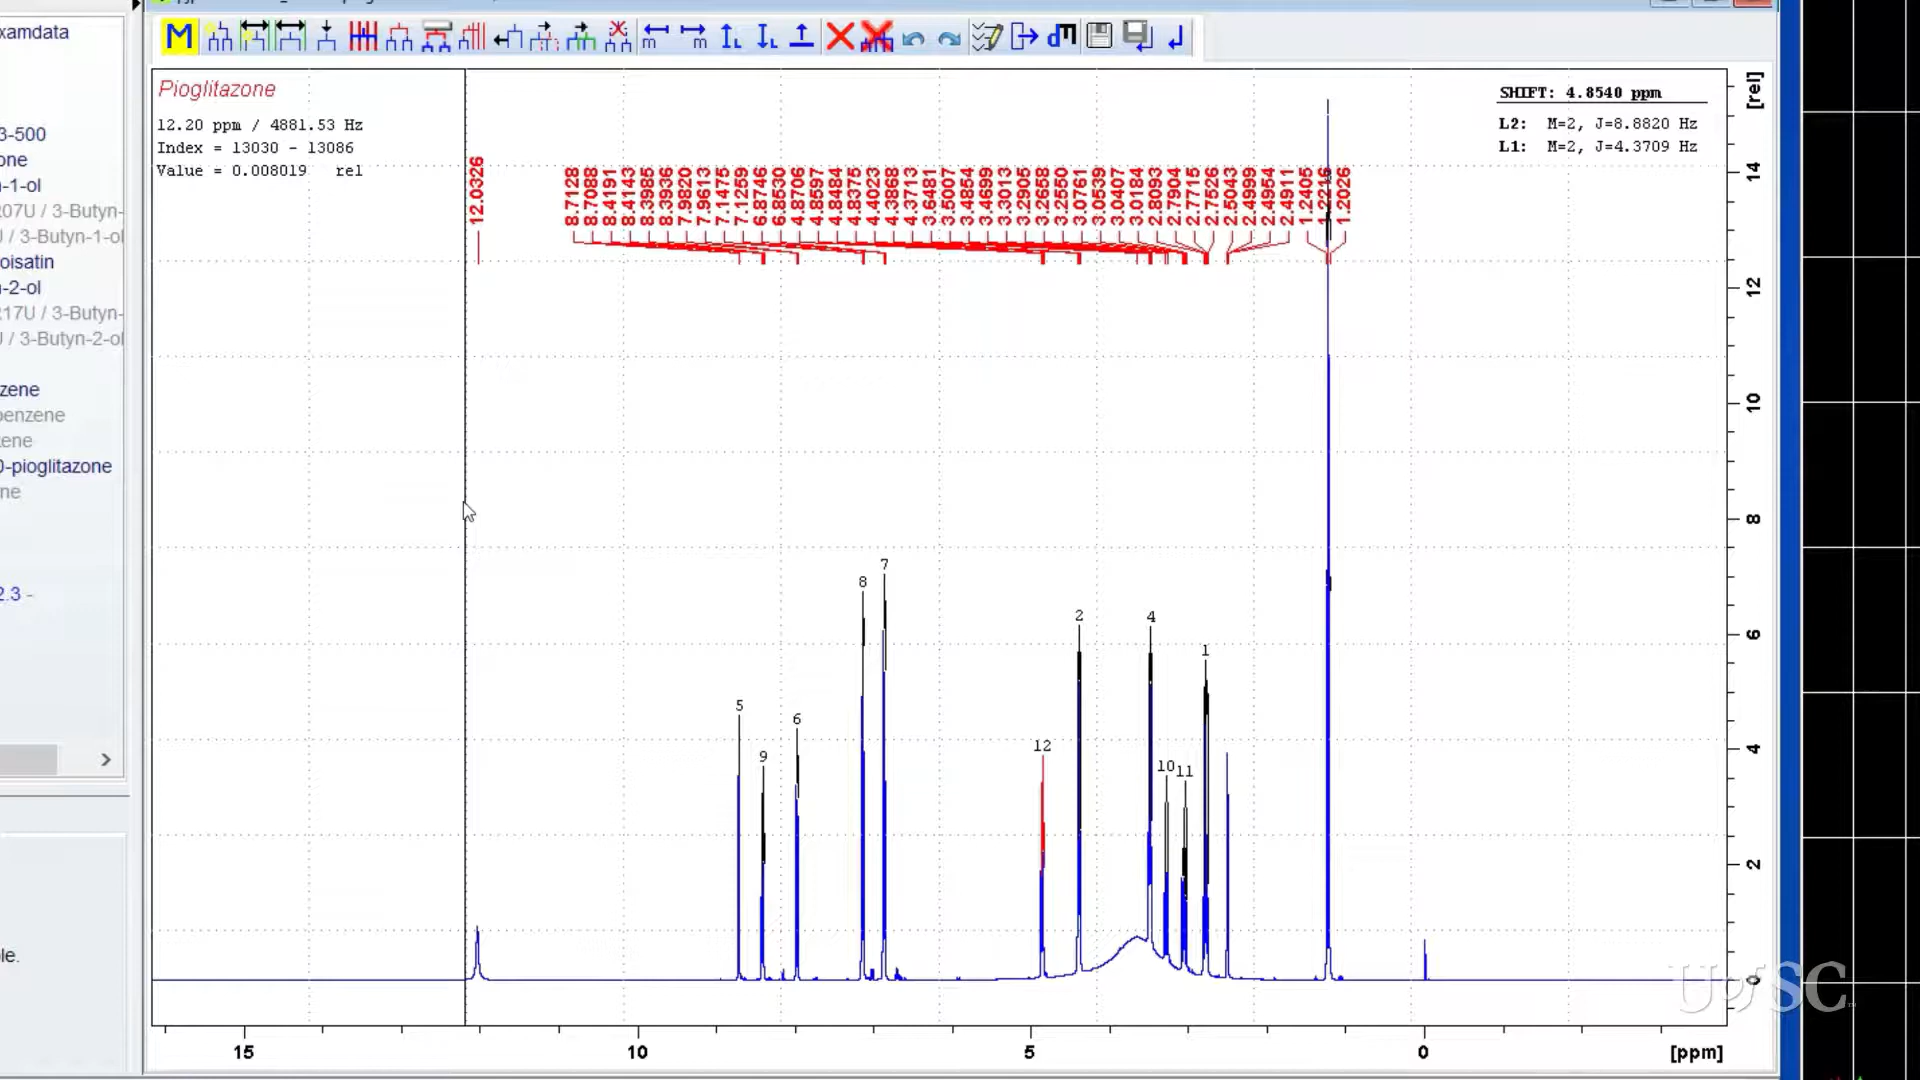 xamdata
3-500
one
-1-ol
R07U / 3-Butyn-
J / 3-Butyn-1-ol
oisatin
-2-ol
R17U / 3-Butyn-
J / 3-Butyn-2-ol
zene
benzene
zene
0-pioglitazone
ne
2.3 -
le.
M
Pioglitazone
12.20 ppm / 4881.53 Hz
Index = 13030 - 13086
Value = 0.008019 rel
SHIFT: 4.8540 ppm
L2: M=2, J=8.8820 Hz
L1: M=2, J=4.3709 Hz
12.0326
8.7128
8.7088
8.4191
8.4143
8.3985
8.3936
7.9820
7.9613
7.1475
7.1259
6.8746
6.8530
4.8706
4.8597
4.8484
4.8375
4.4023
4.3868
4.3713
3.6481
3.5007
3.4854
3.4699
3.3013
3.2905
3.2658
3.2550
3.0761
3.0539
3.0407
3.0184
2.8093
2.7904
2.7715
2.7526
2.5043
2.4999
2.4954
2.4911
1.2405
1.2026
5
9
6
8
7
12
2
4
10
11
1
[rel]
14
12
10
8
6
4
2
0
15
10
5
0
[ppm]
UofSC